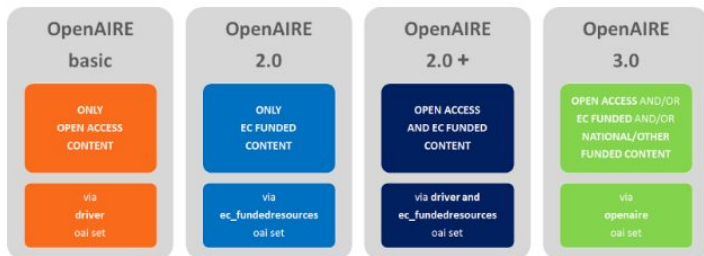 OpenAIRE
basic
ONLY
OPEN ACCESS
CONTENT
via
driver
oai set
OpenAIRE
2.0
ONLY
EC FUNDED
CONTENT
via
ec_fundedresources
oai set
OpenAIRE
2.0 +
OPEN ACCESS
AND EC FUNDED
CONTENT
via driver and
ec_fundedresources
oai set
OpenAIRE
3.0
OPEN ACCESS AND/OR
EC FUNDED AND/OR
NATIONAL/OTHER
FUNDED CONTENT
via
openaire
oai set